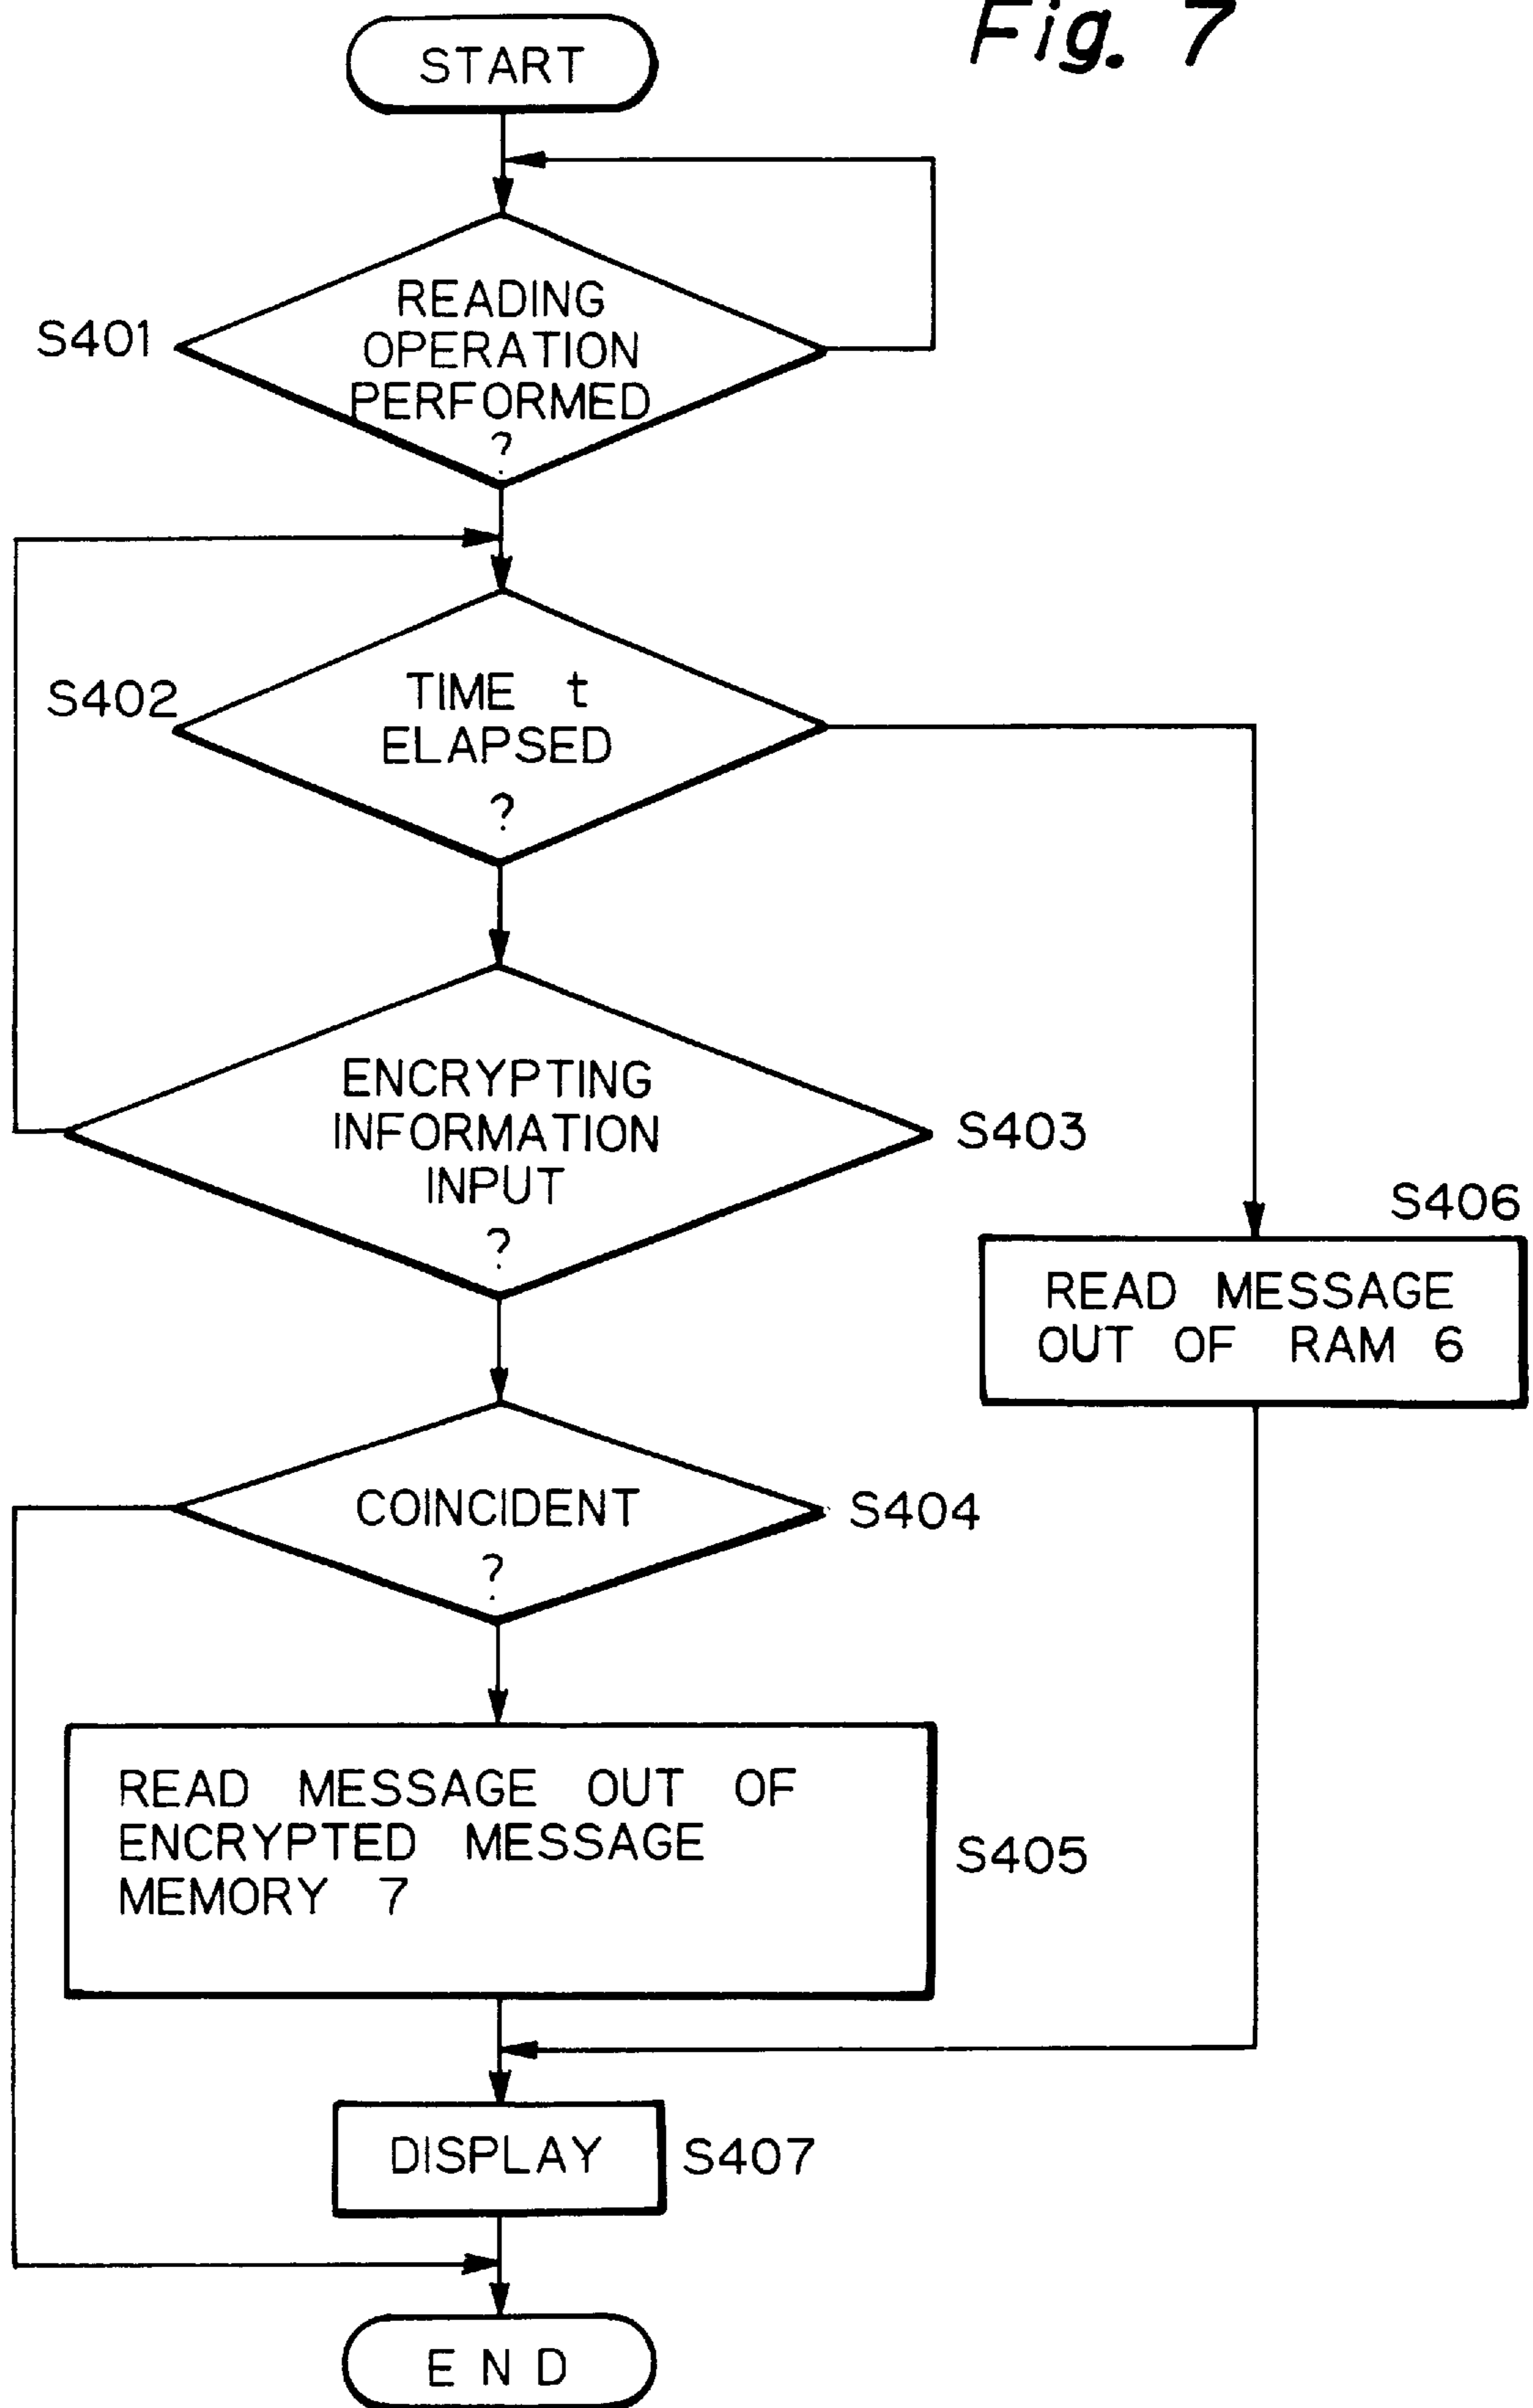 Fig. 7
START
S401
READING
OPERATION
PERFORMED
?
S402
TIME t
ELAPSED
?
ENCRYPTING
INFORMATION
INPUT
?
S403
S406
READ MESSAGE
OUT OF RAM 6
COINCIDENT
?
S404
READ MESSAGE OUT OF
ENCRYPTED MESSAGE
MEMORY 7
S405
DISPLAY
S407
END